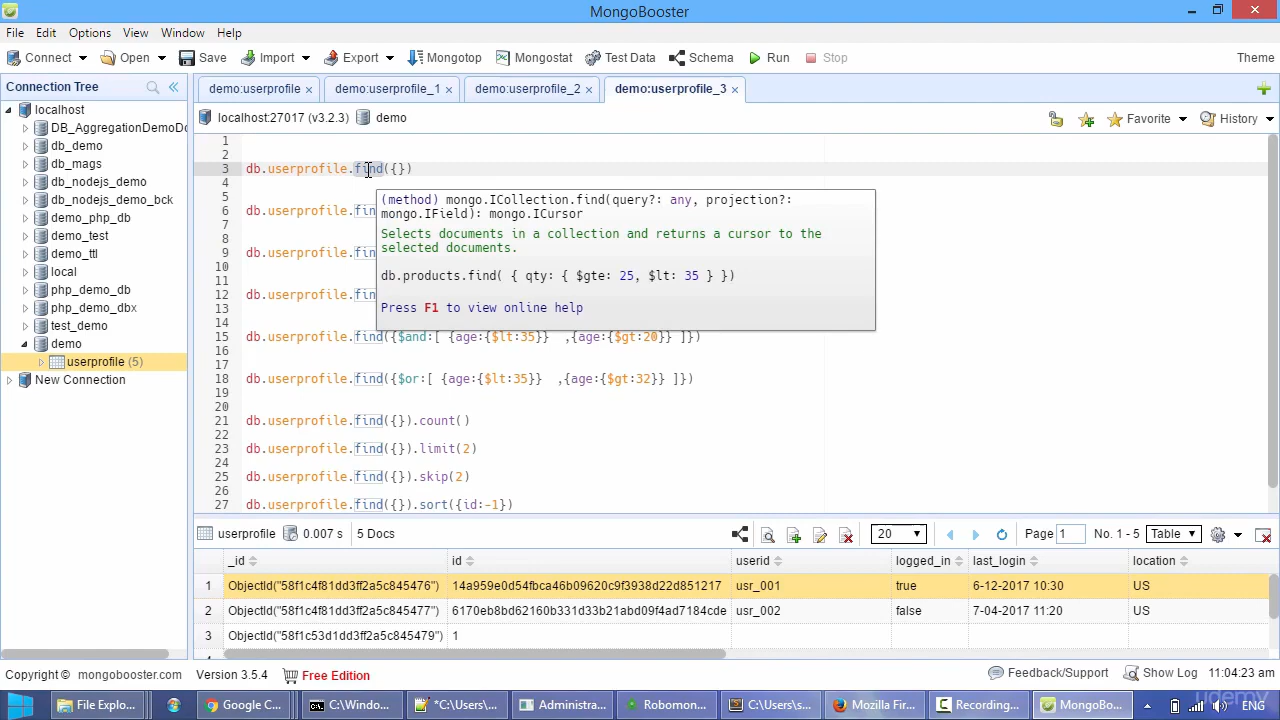 MongoBooster
File Edit Options View Window Help
Connect Open Save Import Export Mongotop Mongostat Test Data Schema Run Stop Theme
Connection Tree
demo:userprofile × demo:userprofile_1 × demo:userprofile_2 × demo:userprofile_3 ×
localhost:27017 (v3.2.3) demo Favorite History
localhost
DB_AggregationDemoDo
db_demo
db_mags
db_nodejs_demo
db_nodejs_demo_bck
demo_php_db
demo_test
demo_ttl
local
php_demo_db
php_demo_dbx
test_demo
demo
userprofile (5)
New Connection
1
2
3 db.userprofile.find({})
4
5
6 db.userprofile.fin
7
8
9 db.userprofile.fin
10
11
12 db.userprofile.fin
13
14
15 db.userprofile.find({$and:[ {age:{$lt:35}} ,{age:{$gt:20}} ]})
16
17
18 db.userprofile.find({$or:[ {age:{$lt:35}} ,{age:{$gt:32}} ]})
19
20
21 db.userprofile.find({}).count()
22
23 db.userprofile.find({}).limit(2)
24
25 db.userprofile.find({}).skip(2)
26
27 db.userprofile.find({}).sort({id:-1})
(method) mongo.ICollection.find(query?: any, projection?:
mongo.IField): mongo.ICursor
Selects documents in a collection and returns a cursor to the
selected documents.
db.products.find( { qty: { $gte: 25, $lt: 35 } })
Press F1 to view online help
userprofile 0.007 s 5 Docs 20 Page 1 No. 1 - 5 Table
_id id userid logged_in last_login location
1 ObjectId("58f1c4f81dd3ff2a5c845476") 14a959e0d54fbca46b09620c9f3938d22d851217 usr_001 true 6-12-2017 10:30 US
2 ObjectId("58f1c4f81dd3ff2a5c845477") 6170eb8bd62160b331d33b21abd09f4ad7184cde usr_002 false 7-04-2017 11:20 US
3 ObjectId("58f1c53d1dd3ff2a5c845479") 1
Copyright © mongobooster.com Version 3.5.4 Free Edition Feedback/Support Show Log 11:04:23 am
File Explo... Google C... C:\Windo... *C:\Users\... Administra... Robomon... C:\Users\s... Mozilla Fir... Recording... MongoBo... ENG
udemy